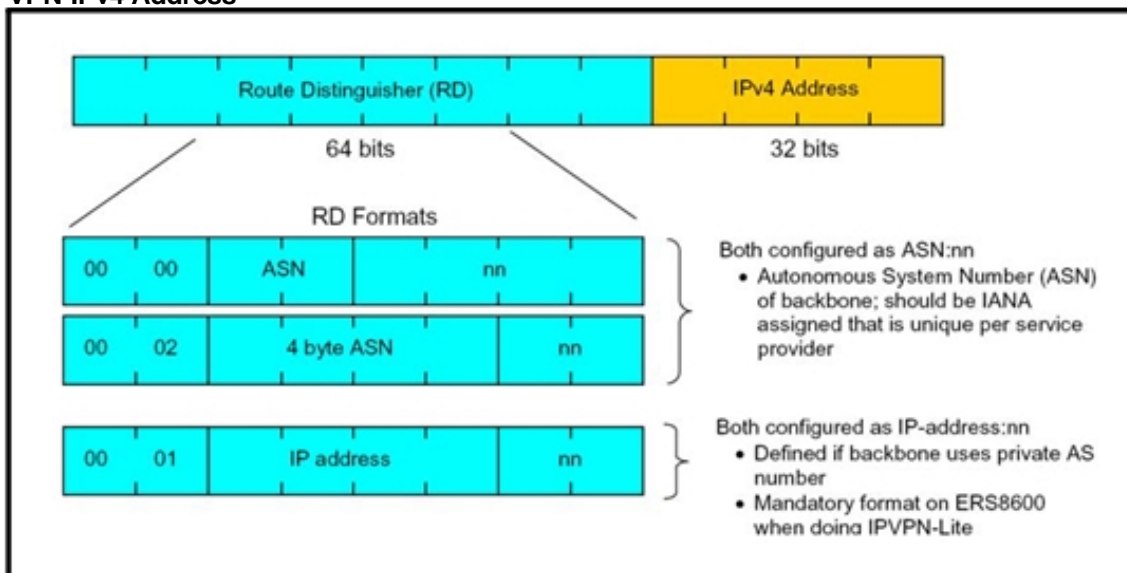 VPN IPv4 Address
Route Distinguisher (RD)
IPv4 Address
64 bits
32 bits
RD Formats
00 00 ASN nn
00 02 4 byte ASN nn
Both configured as ASN:nn
• Autonomous System Number (ASN)
of backbone; should be IANA
assigned that is unique per service
provider
00 01 IP address nn
Both configured as IP-address:nn
• Defined if backbone uses private AS
number
• Mandatory format on ERS8600
when doing IPVPN-Lite